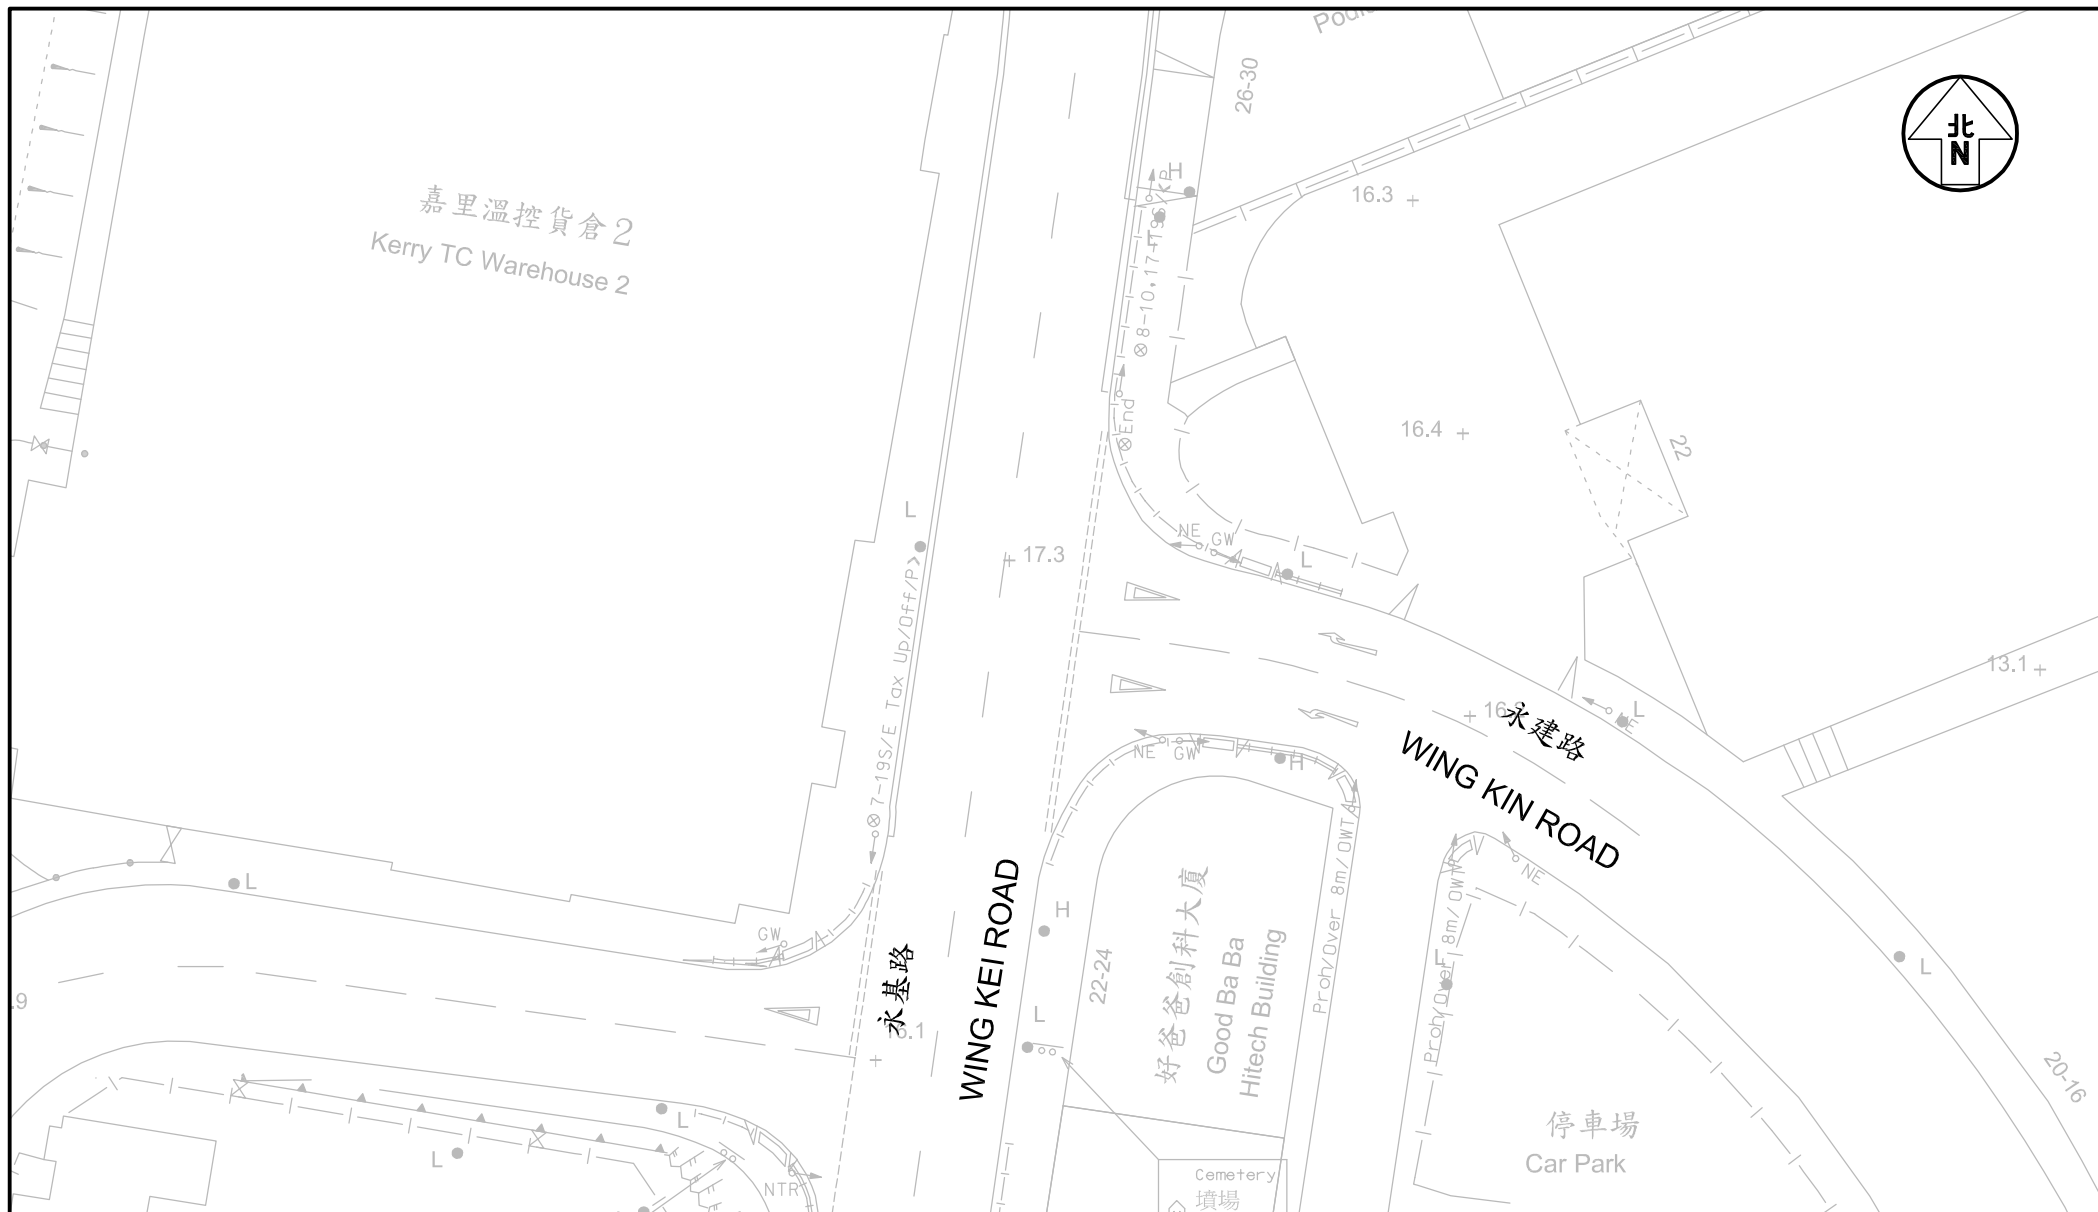 26-30
北
N
嘉里溫控貨倉2
Kerry TC Warehouse 2
H
16.3
L
⊗8-10,17-19S/<P
16.4
⊗End
22
L
NE
GW
L
17.3
⊗7-19S/E Tax Up/Off/P>
13.1
L
NE
永建路
WING KIN ROAD
NE
GW
H
L
Proh/Over 8m/OWT
Proh/Over 8m/OWT
NE
GW
H
永基路
WING KEI ROAD
L
22-24
好爸爸創科大廈
Good Ba Ba
Hitech Building
L
L
.9
20-16
L
L
NTR
停車場
Car Park
Cemetery
墳場